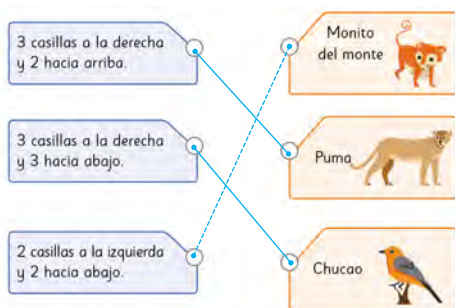 3 casillas a la derecha
y 2 hacia arriba.
Monito
del monte
3 casillas a la derecha
y 3 hacia abajo.
Puma
2 casillas a la izquierda
y 2 hacia abajo.
Chucao